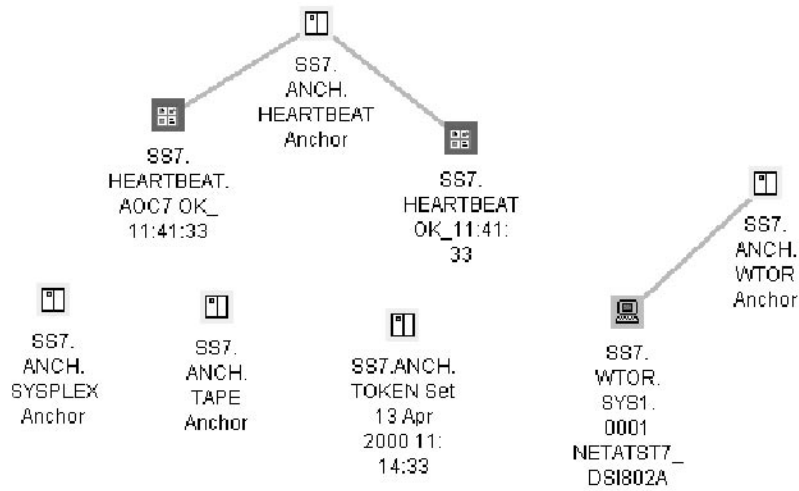 SS7.
ANCH.
HEARTBEAT
Anchor
SS7.
HEARTBEAT.
AOC7 OK_
11:41:33
SS7.
HEARTBEAT
OK_11:41:
33
SS7.
ANCH.
WTOR
Anchor
SS7.
ANCH.
SYSPLEX
Anchor
SS7.
ANCH.
TAPE
Anchor
SS7.ANCH.
TOKEN Set
13 Apr
2000 11:
14:33
SS7.
WTOR.
SYS1.
0001
NETATST7_
DSI802A